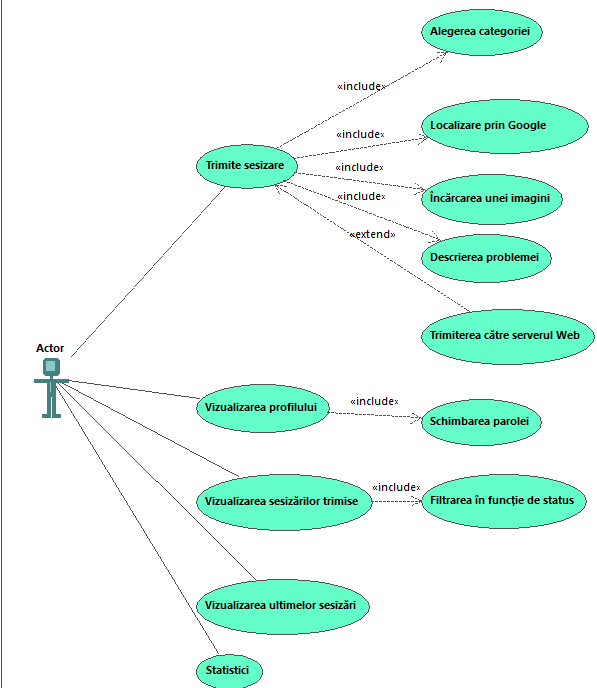 Alegerea categoriei
«include»
Localizare prin Google
«include»
Trimite sesizare
«include»
Încărcarea unei imagini
«include»
«extend»
Descrierea problemei
Trimiterea către serverul Web
Actor
Vizualizarea profilului
«include»
Schimbarea parolei
Vizualizarea sesizărilor trimise
«include»
Filtrarea în funcție de status
Vizualizarea ultimelor sesizări
Statistici